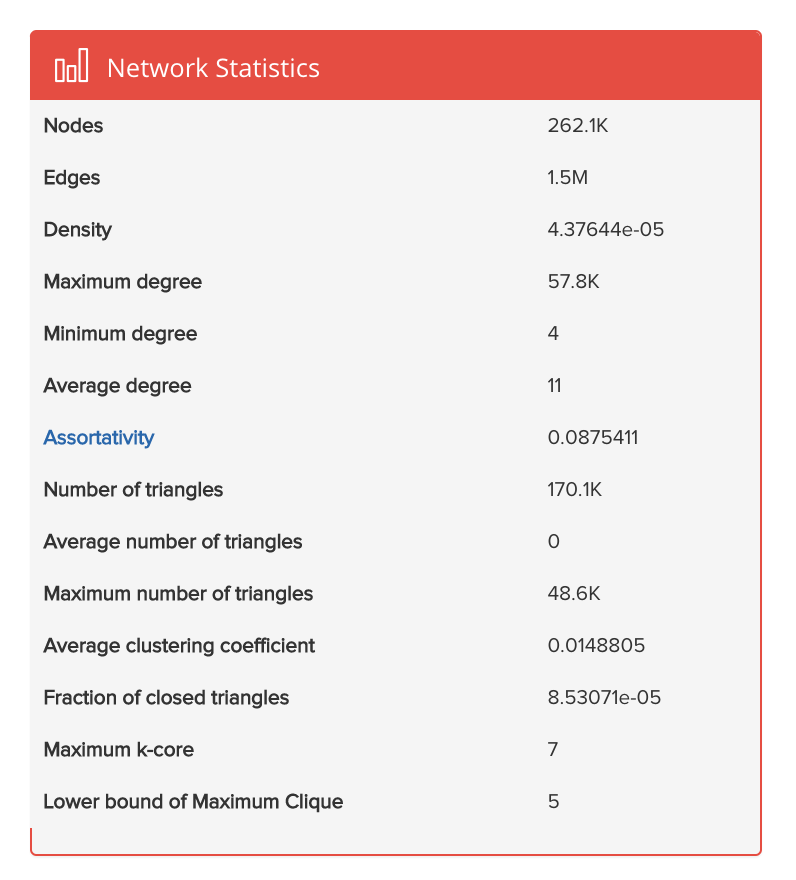 Network Statistics
Nodes 262.1K
Edges 1.5M
Density 4.37644e-05
Maximum degree 57.8K
Minimum degree 4
Average degree 11
Assortativity 0.0875411
Number of triangles 170.1K
Average number of triangles 0
Maximum number of triangles 48.6K
Average clustering coefficient 0.0148805
Fraction of closed triangles 8.53071e-05
Maximum k-core 7
Lower bound of Maximum Clique 5